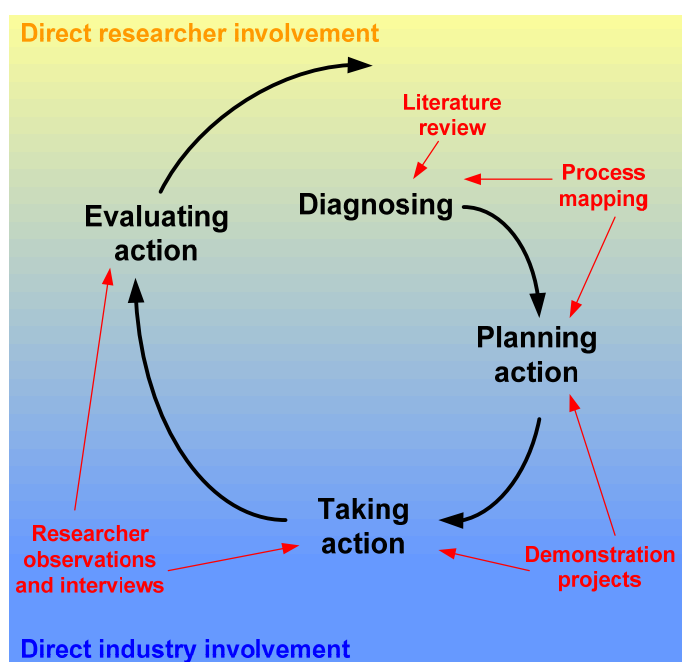 Direct researcher involvement
Literature
review
Process
mapping
Diagnosing
Evaluating
action
Planning
action
Taking
action
Researcher
observations
and interviews
Demonstration
projects
Direct industry involvement